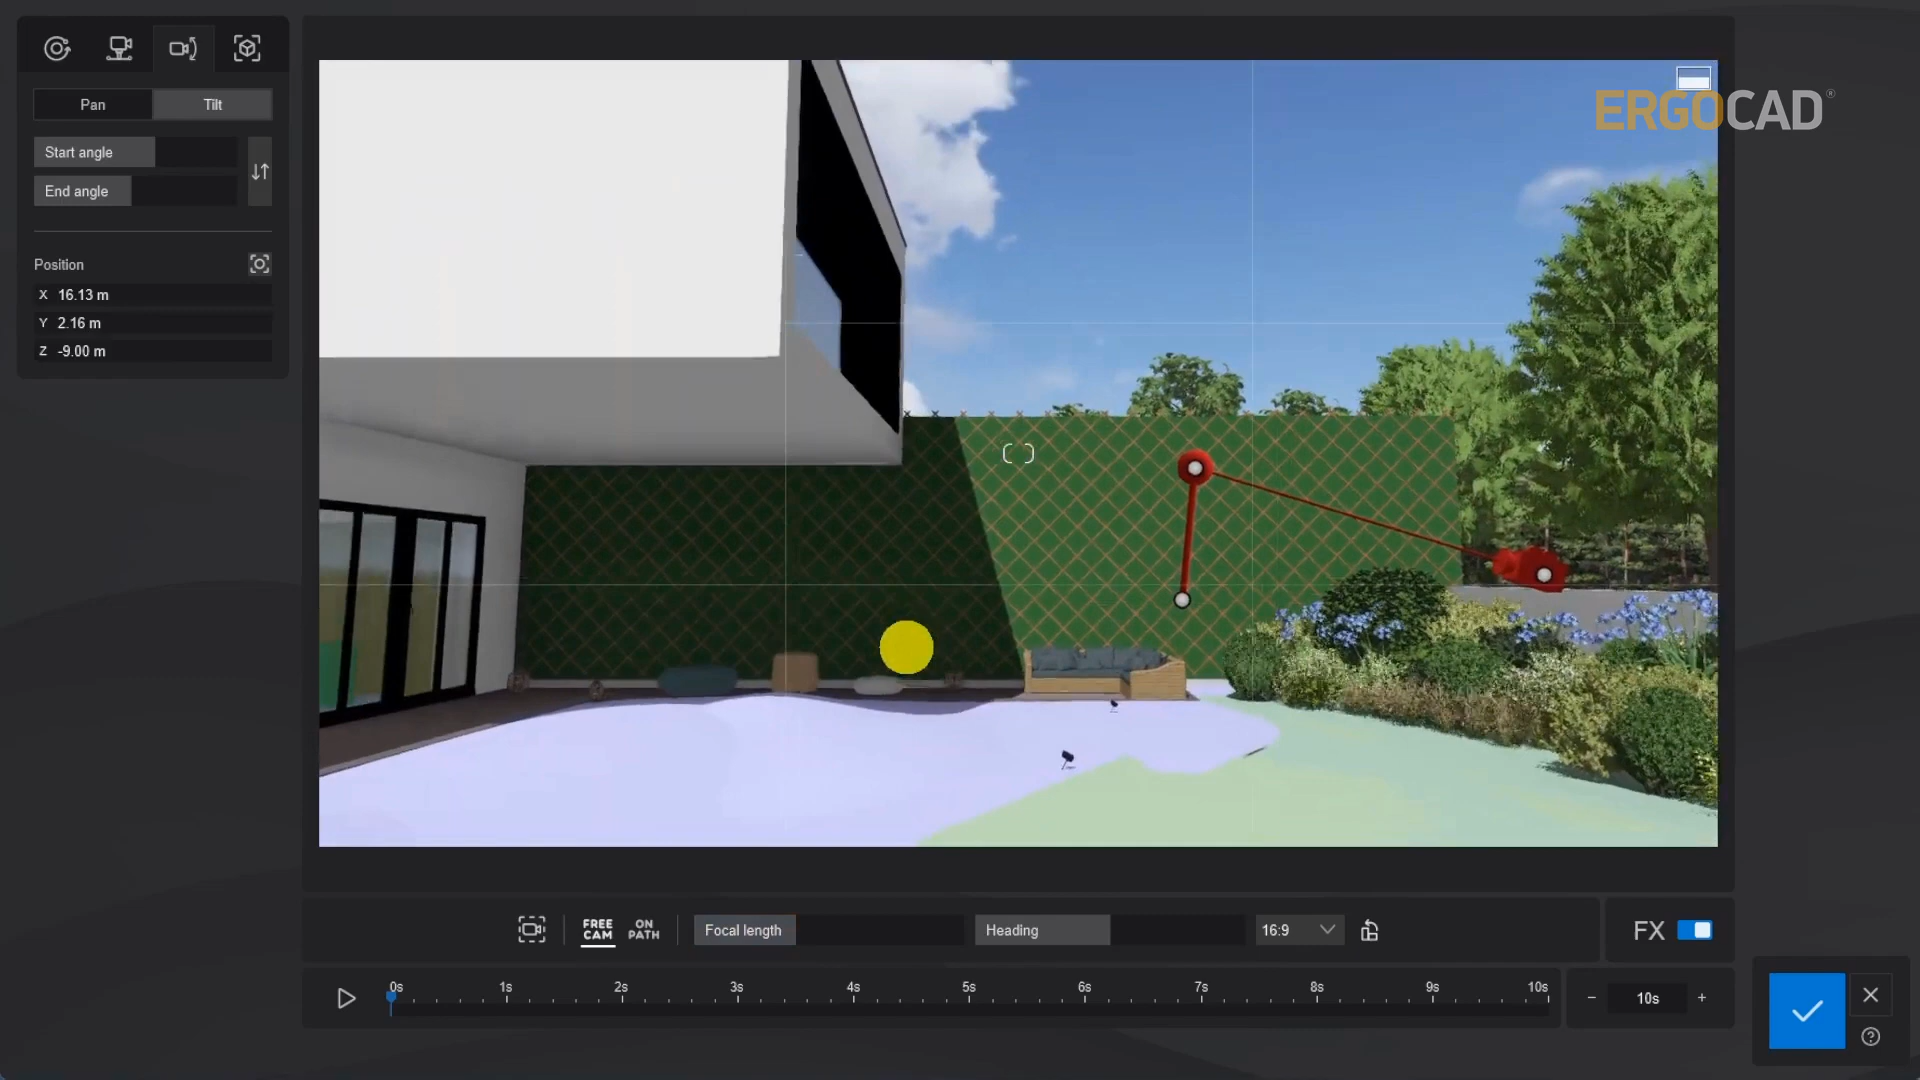 ERGOCAD®
Pan
Tilt
Start angle
End angle
Position
X 16.13 m
Y 2.16 m
Z -9.00 m
FREE CAM
ON PATH
Focal length
Heading
16:9
FX
0s 1s 2s 3s 4s 5s 6s 7s 8s 9s 10s
− 10s +